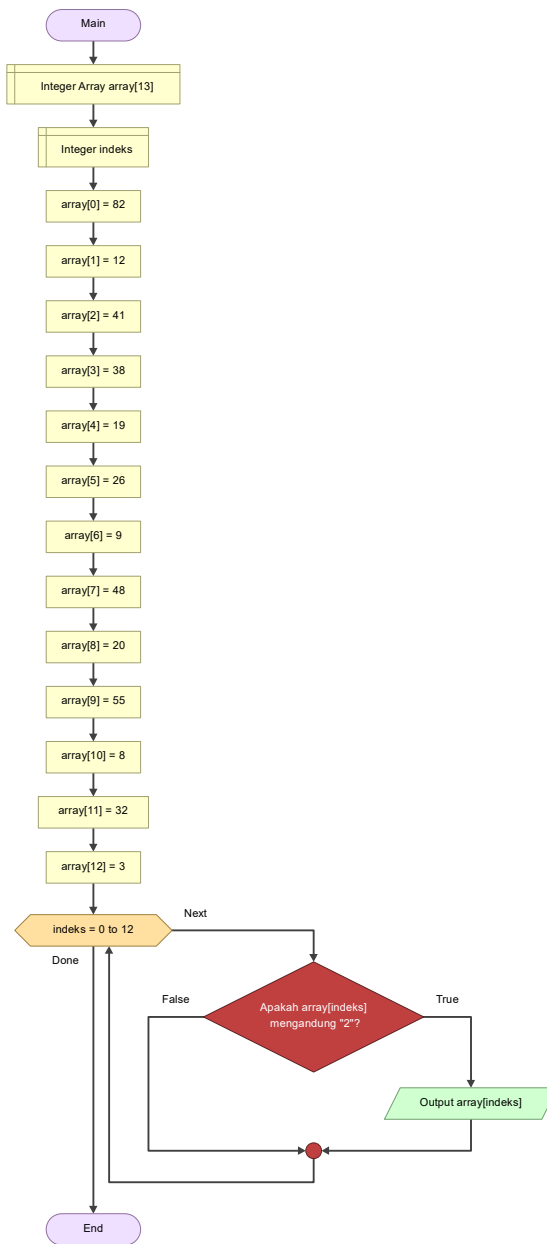 Main
Integer Array array[13]
Integer indeks
array[0] = 82
array[1] = 12
array[2] = 41
array[3] = 38
array[4] = 19
array[5] = 26
array[6] = 9
array[7] = 48
array[8] = 20
array[9] = 55
array[10] = 8
array[11] = 32
array[12] = 3
indeks = 0 to 12
Next
Done
False
Apakah array[indeks]
mengandung "2"?
True
Output array[indeks]
End